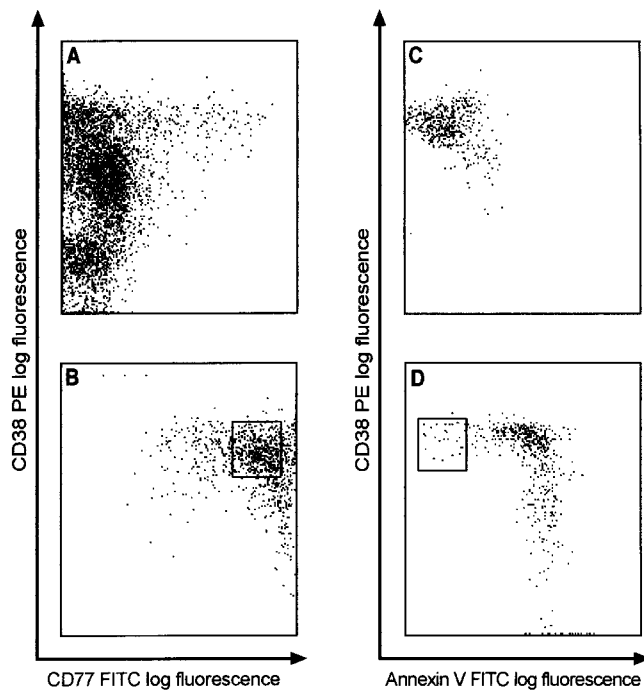 A
C
CD38 PE log fluorescence
CD38 PE log fluorescence
B
D
CD77 FITC log fluorescence
Annexin V FITC log fluorescence